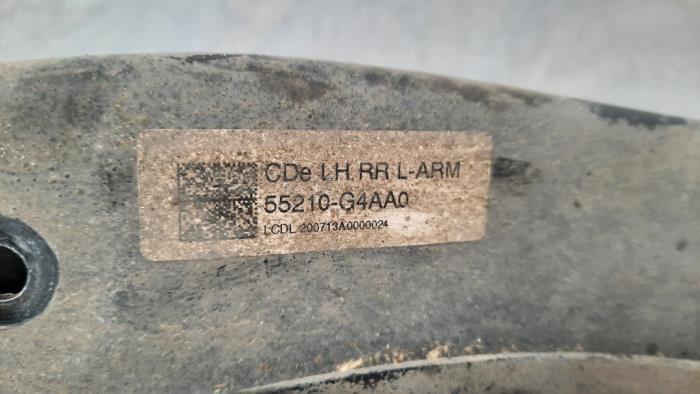 CDe LH RR L-ARM
55210-G4AA0
LCDL 200713A0000024